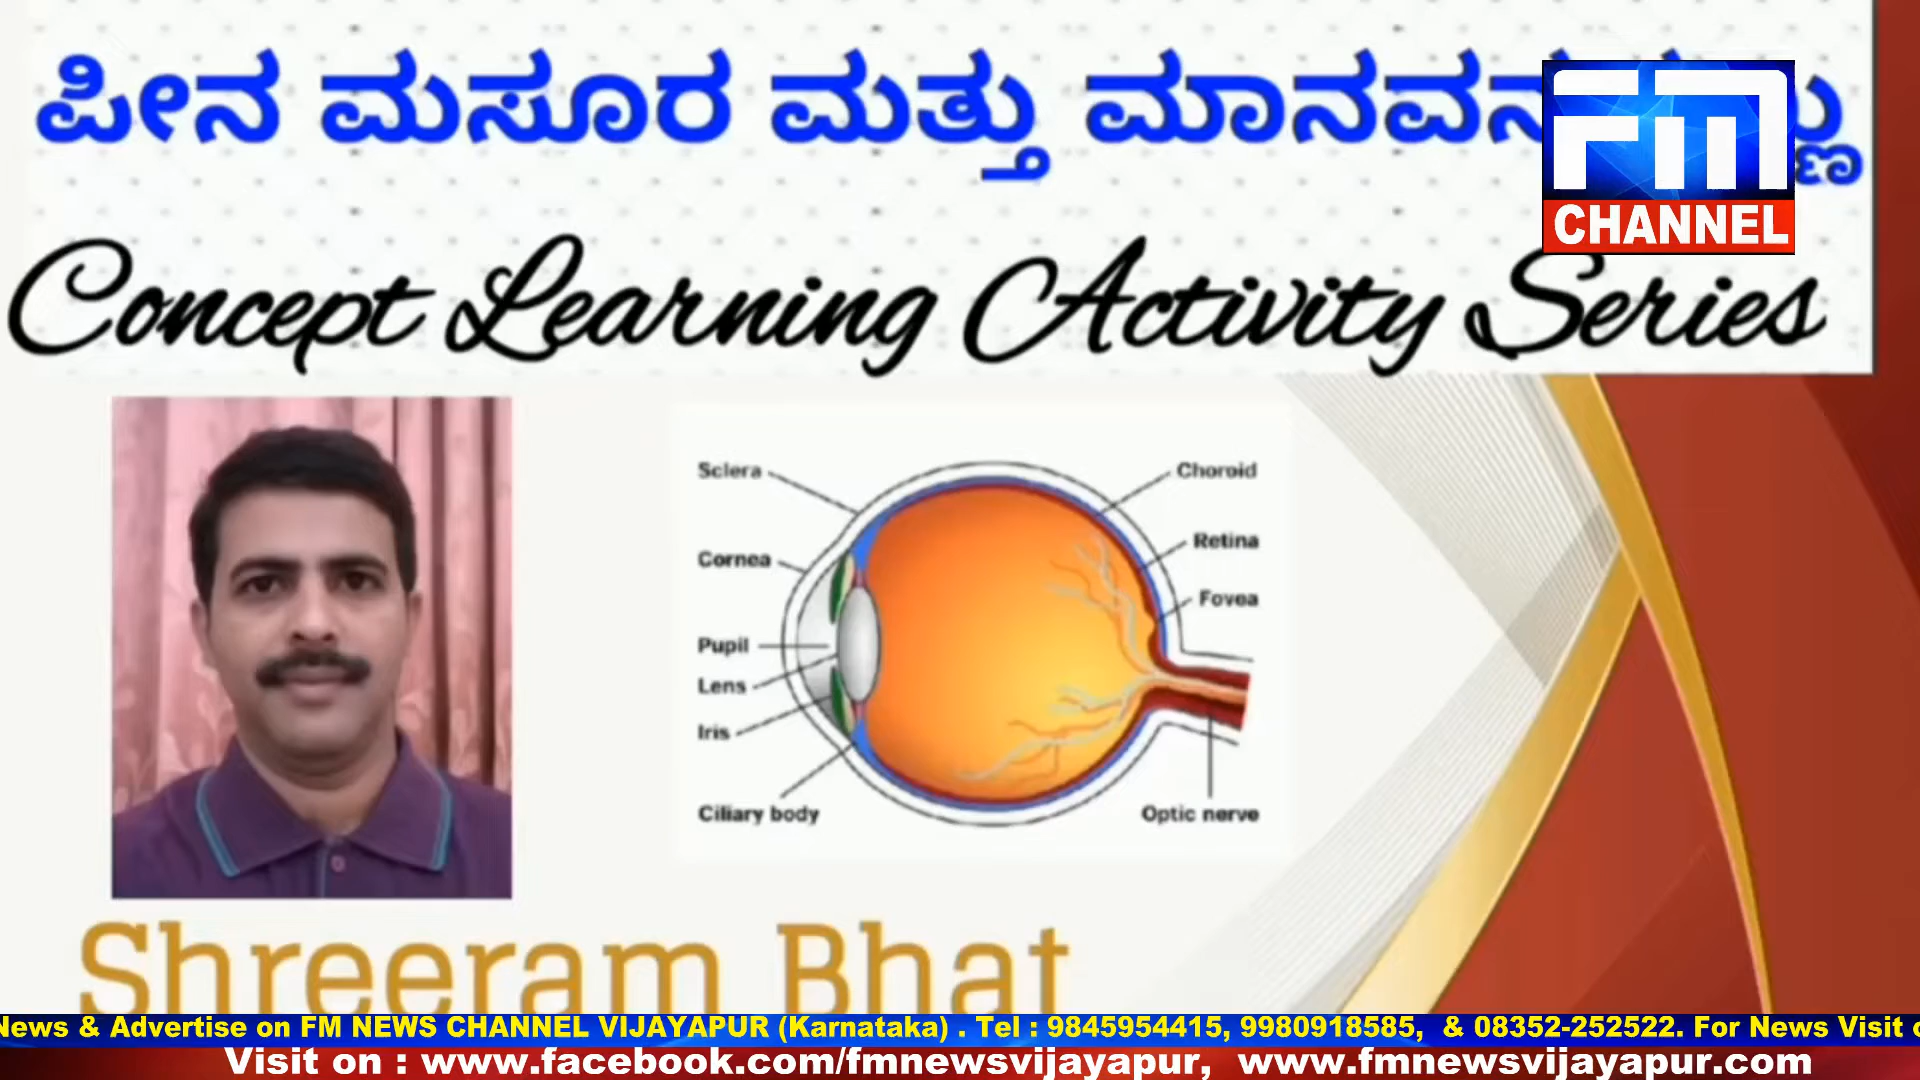 ಪೀನ ಮಸೂರ ಮತ್ತು ಮಾನವನ
FM
CHANNEL
Concept Learning Activity Series
Sclera
Choroid
Retina
Cornea
Fovea
Pupil
Lens
Iris
Ciliary body
Optic nerve
Shreeram Bhat
News & Advertise on FM NEWS CHANNEL VIJAYAPUR (Karnataka) . Tel : 9845954415, 9980918585, & 08352-252522. For News Visit
Visit on : www.facebook.com/fmnewsvijayapur, www.fmnewsvijayapur.com